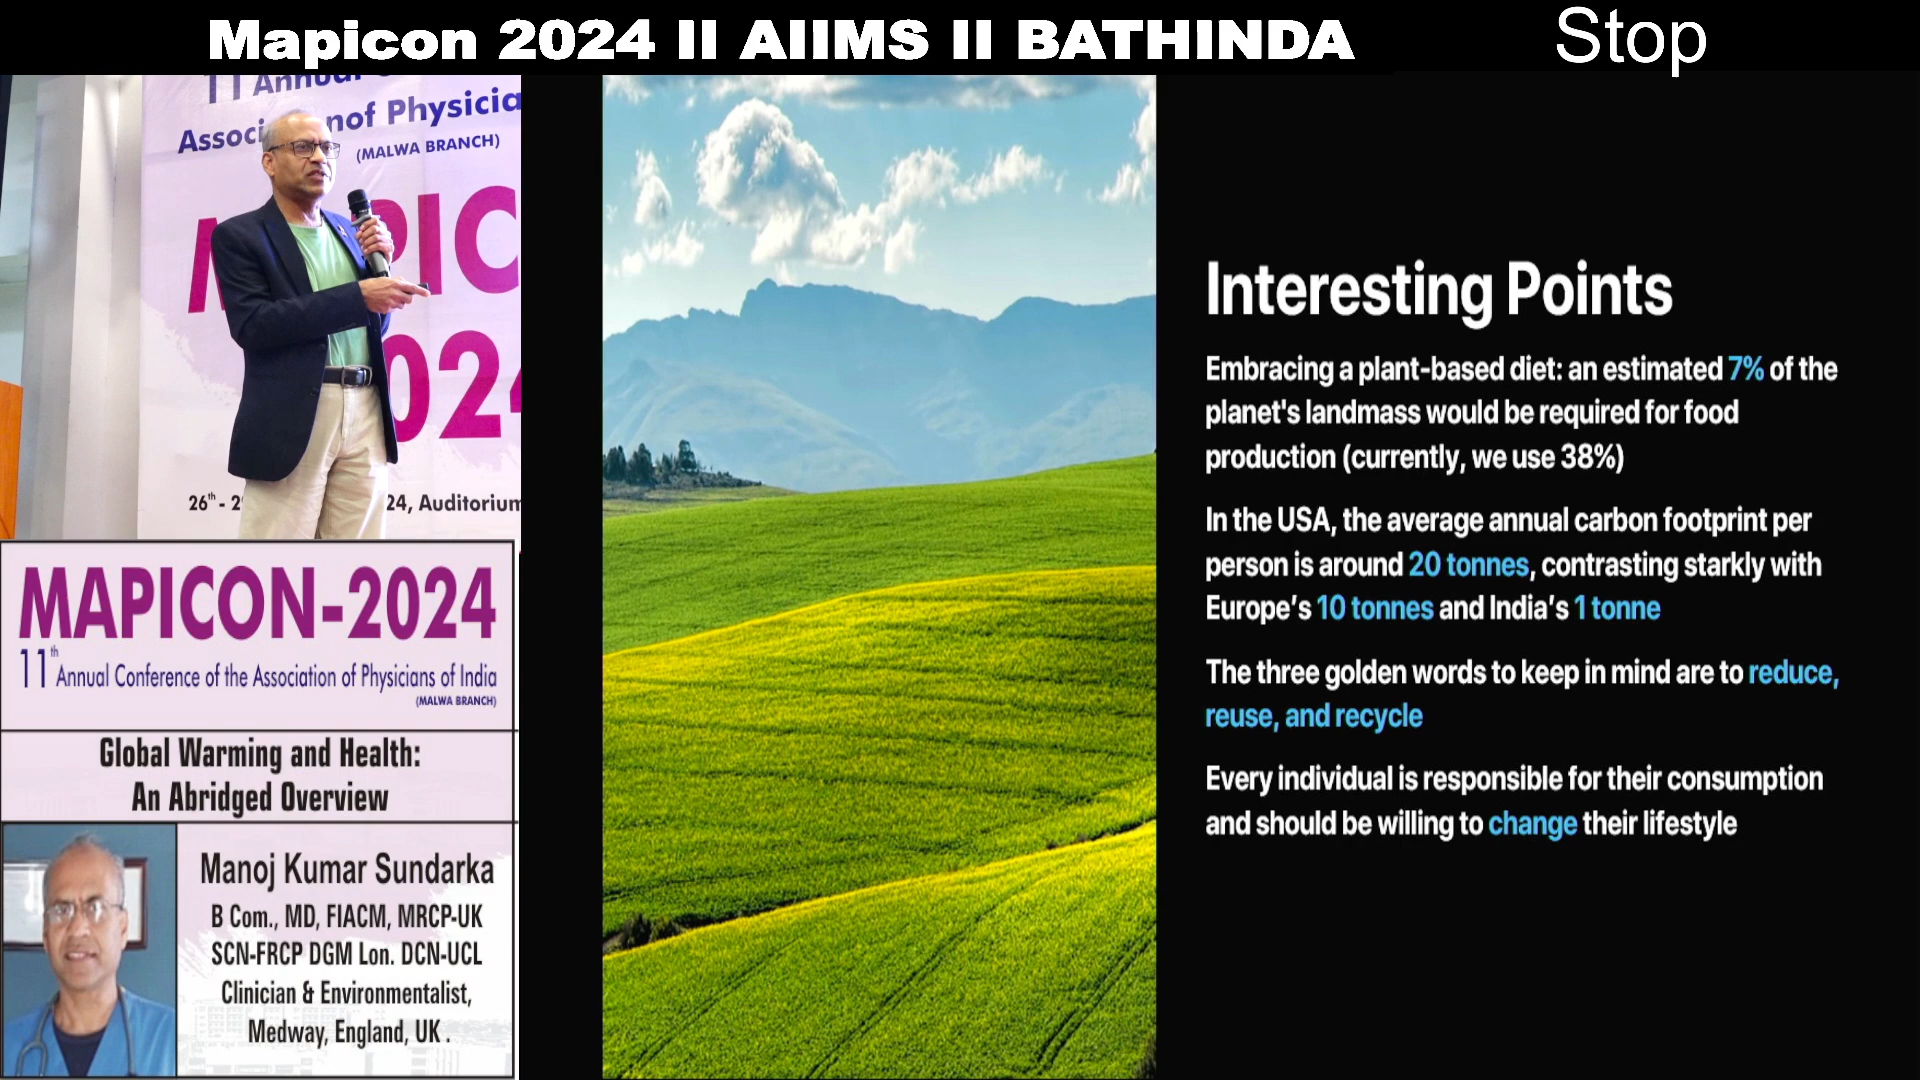 Mapicon 2024 II AIIMS II BATHINDA
Stop
11 Annual
Associ nof Physicia
(MALWA BRANCH)
M PIC
024
26th - 2 24, Auditorium
MAPICON-2024
11th Annual Conference of the Association of Physicians of India
(MALWA BRANCH)
Global Warming and Health:
An Abridged Overview
Manoj Kumar Sundarka
B Com., MD, FIACM, MRCP-UK
SCN-FRCP DGM Lon. DCN-UCL
Clinician & Environmentalist,
Medway, England, UK .
Interesting Points
Embracing a plant-based diet: an estimated 7% of the
planet's landmass would be required for food
production (currently, we use 38%)
In the USA, the average annual carbon footprint per
person is around 20 tonnes, contrasting starkly with
Europe’s 10 tonnes and India’s 1 tonne
The three golden words to keep in mind are to reduce,
reuse, and recycle
Every individual is responsible for their consumption
and should be willing to change their lifestyle